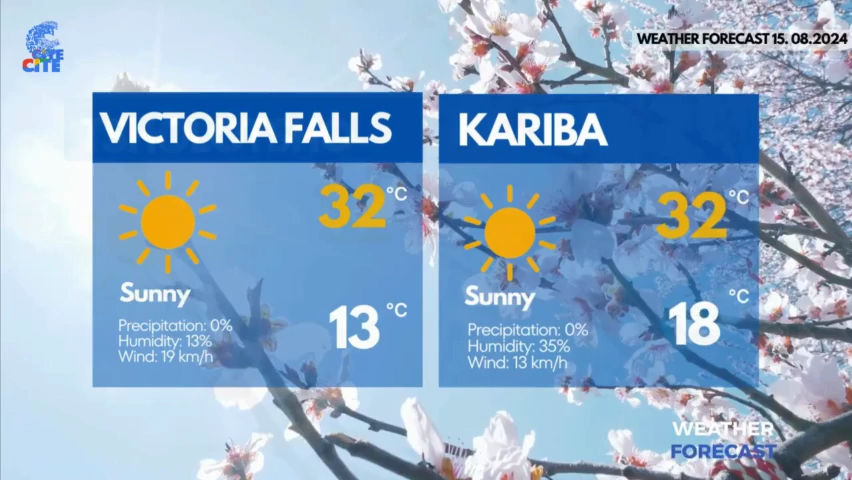 CITE
WEATHER FORECAST 15. 08.2024
VICTORIA FALLS
32 °C
Sunny
13 °C
Precipitation: 0%
Humidity: 13%
Wind: 19 km/h
KARIBA
32 °C
Sunny
18 °C
Precipitation: 0%
Humidity: 35%
Wind: 13 km/h
WEATHER
FORECAST